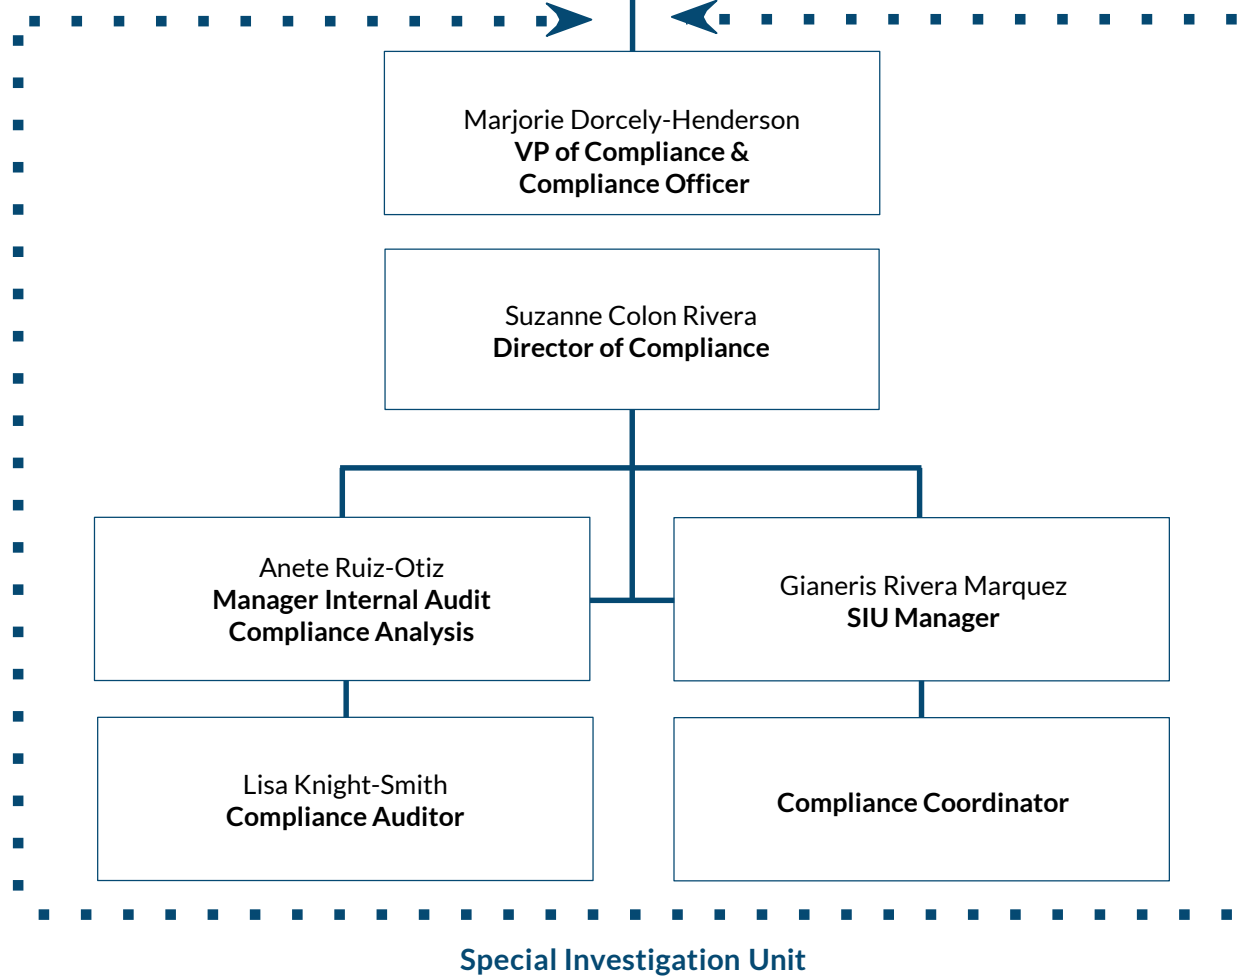 Marjorie Dorcely-Henderson
VP of Compliance &
Compliance Officer
Suzanne Colon Rivera
Director of Compliance
Anete Ruiz-Otiz
Manager Internal Audit
Compliance Analysis
Gianeris Rivera Marquez
SIU Manager
Lisa Knight-Smith
Compliance Auditor
Compliance Coordinator
Special Investigation Unit